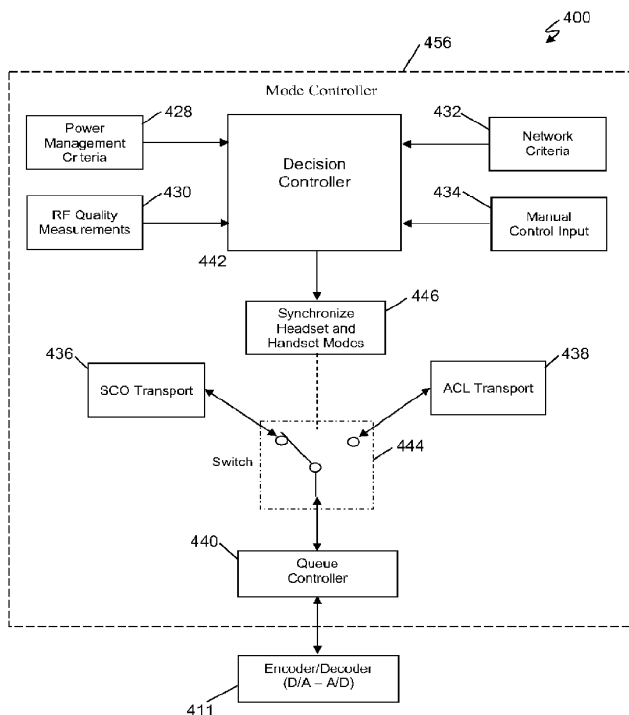 400
456
Mode Controller
428
Power
Management
Criteria
Decision
Controller
432
Network
Criteria
430
RF Quality
Measurements
434
Manual
Control Input
442
446
Synchronize
Headset and
Handset Modes
436
SCO Transport
438
ACL Transport
Switch
444
440
Queue
Controller
Encoder/Decoder
(D/A – A/D)
411